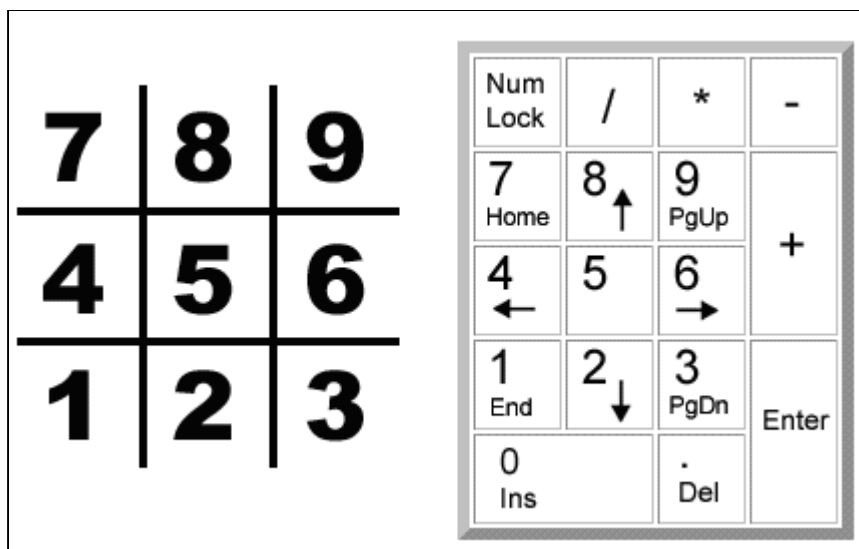 7 8 9
4 5 6
1 2 3
Num
Lock
/ * -
7 8 9
Home PgUp
+
4 5 6
1 2 3
End PgDn
Enter
0 .
Ins Del